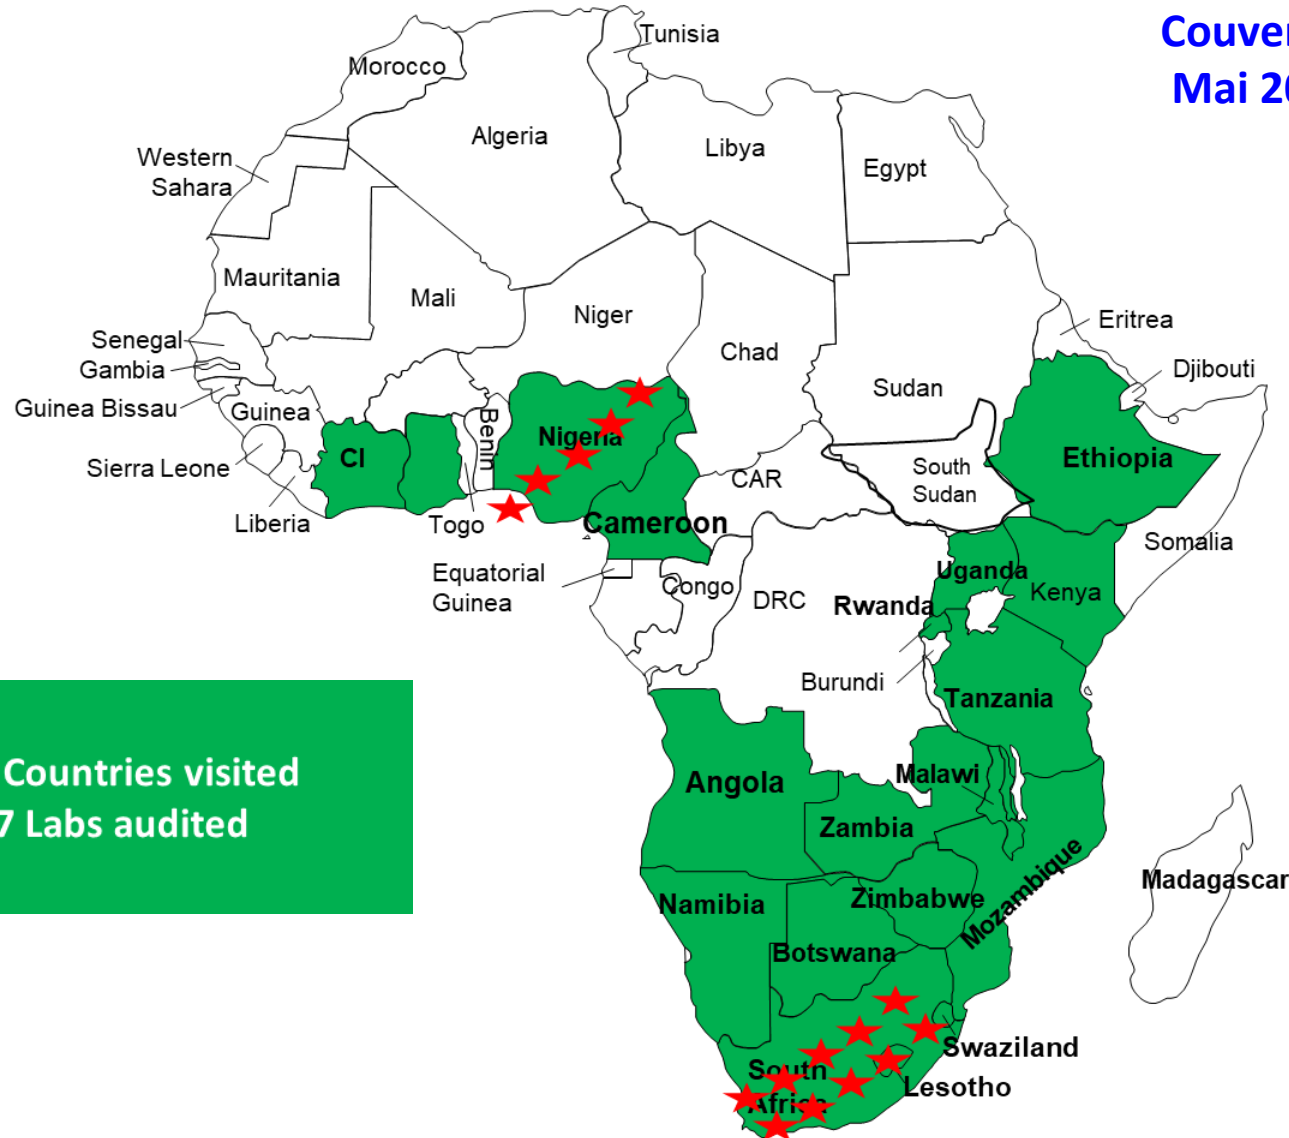 Tunisia
Morocco
Algeria
Libya
Egypt
Western
Sahara
Mauritania
Mali
Niger
Chad
Sudan
Eritrea
Djibouti
Senegal
Gambia
Guinea Bissau
Guinea
Sierra Leone
Liberia
CI
Togo
Benin
Nigeria
Cameroon
CAR
South
Sudan
Ethiopia
Somalia
Equatorial
Guinea
Congo
DRC
Uganda
Kenya
Rwanda
Burundi
Tanzania
Countries visited
7 Labs audited
Angola
Malawi
Zambia
Zimbabwe
Mozambique
Madagascar
Namibia
Botswana
Swaziland
Lesotho
South
Africa